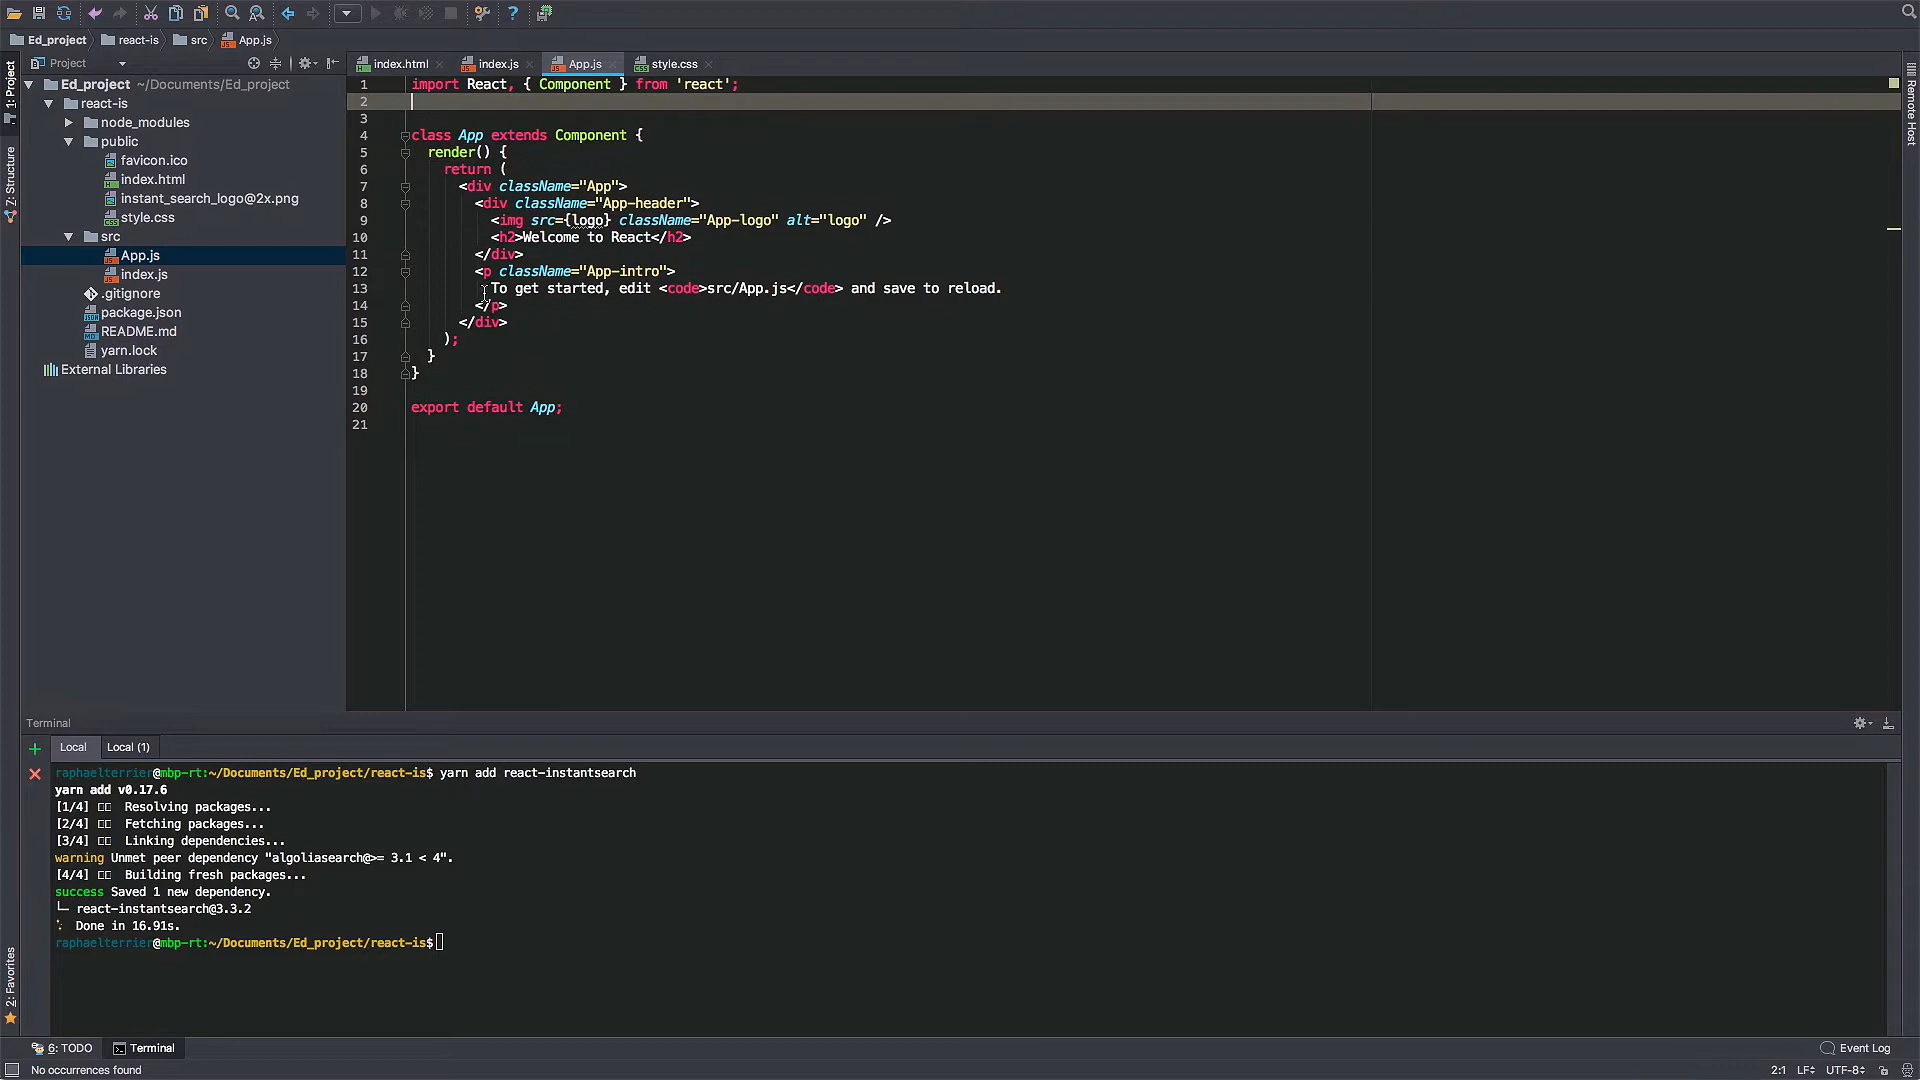 Ed_project react-is src App.js
Project
index.html index.js App.js style.css
1: Project
Z: Structure
2: Favorites
Remote Host
Ed_project ~/Documents/Ed_project
react-is
node_modules
public
favicon.ico
index.html
instant_search_logo@2x.png
style.css
src
App.js
index.js
.gitignore
package.json
README.md
yarn.lock
External Libraries
1 import React, { Component } from 'react';
2
3
4 class App extends Component {
5 render() {
6 return (
7 <div className="App">
8 <div className="App-header">
9 <img src={logo} className="App-logo" alt="logo" />
10 <h2>Welcome to React</h2>
11 </div>
12 <p className="App-intro">
13 To get started, edit <code>src/App.js</code> and save to reload.
14 </p>
15 </div>
16 );
17 }
18 }
19
20 export default App;
21
Terminal
Local Local (1)
raphaelterrier@mbp-rt:~/Documents/Ed_project/react-is$ yarn add react-instantsearch
yarn add v0.17.6
[1/4] Resolving packages...
[2/4] Fetching packages...
[3/4] Linking dependencies...
warning Unmet peer dependency "algoliasearch@>= 3.1 < 4".
[4/4] Building fresh packages...
success Saved 1 new dependency.
└─ react-instantsearch@3.3.2
Done in 16.91s.
raphaelterrier@mbp-rt:~/Documents/Ed_project/react-is$
6: TODO Terminal Event Log
No occurrences found 2:1 LF UTF-8